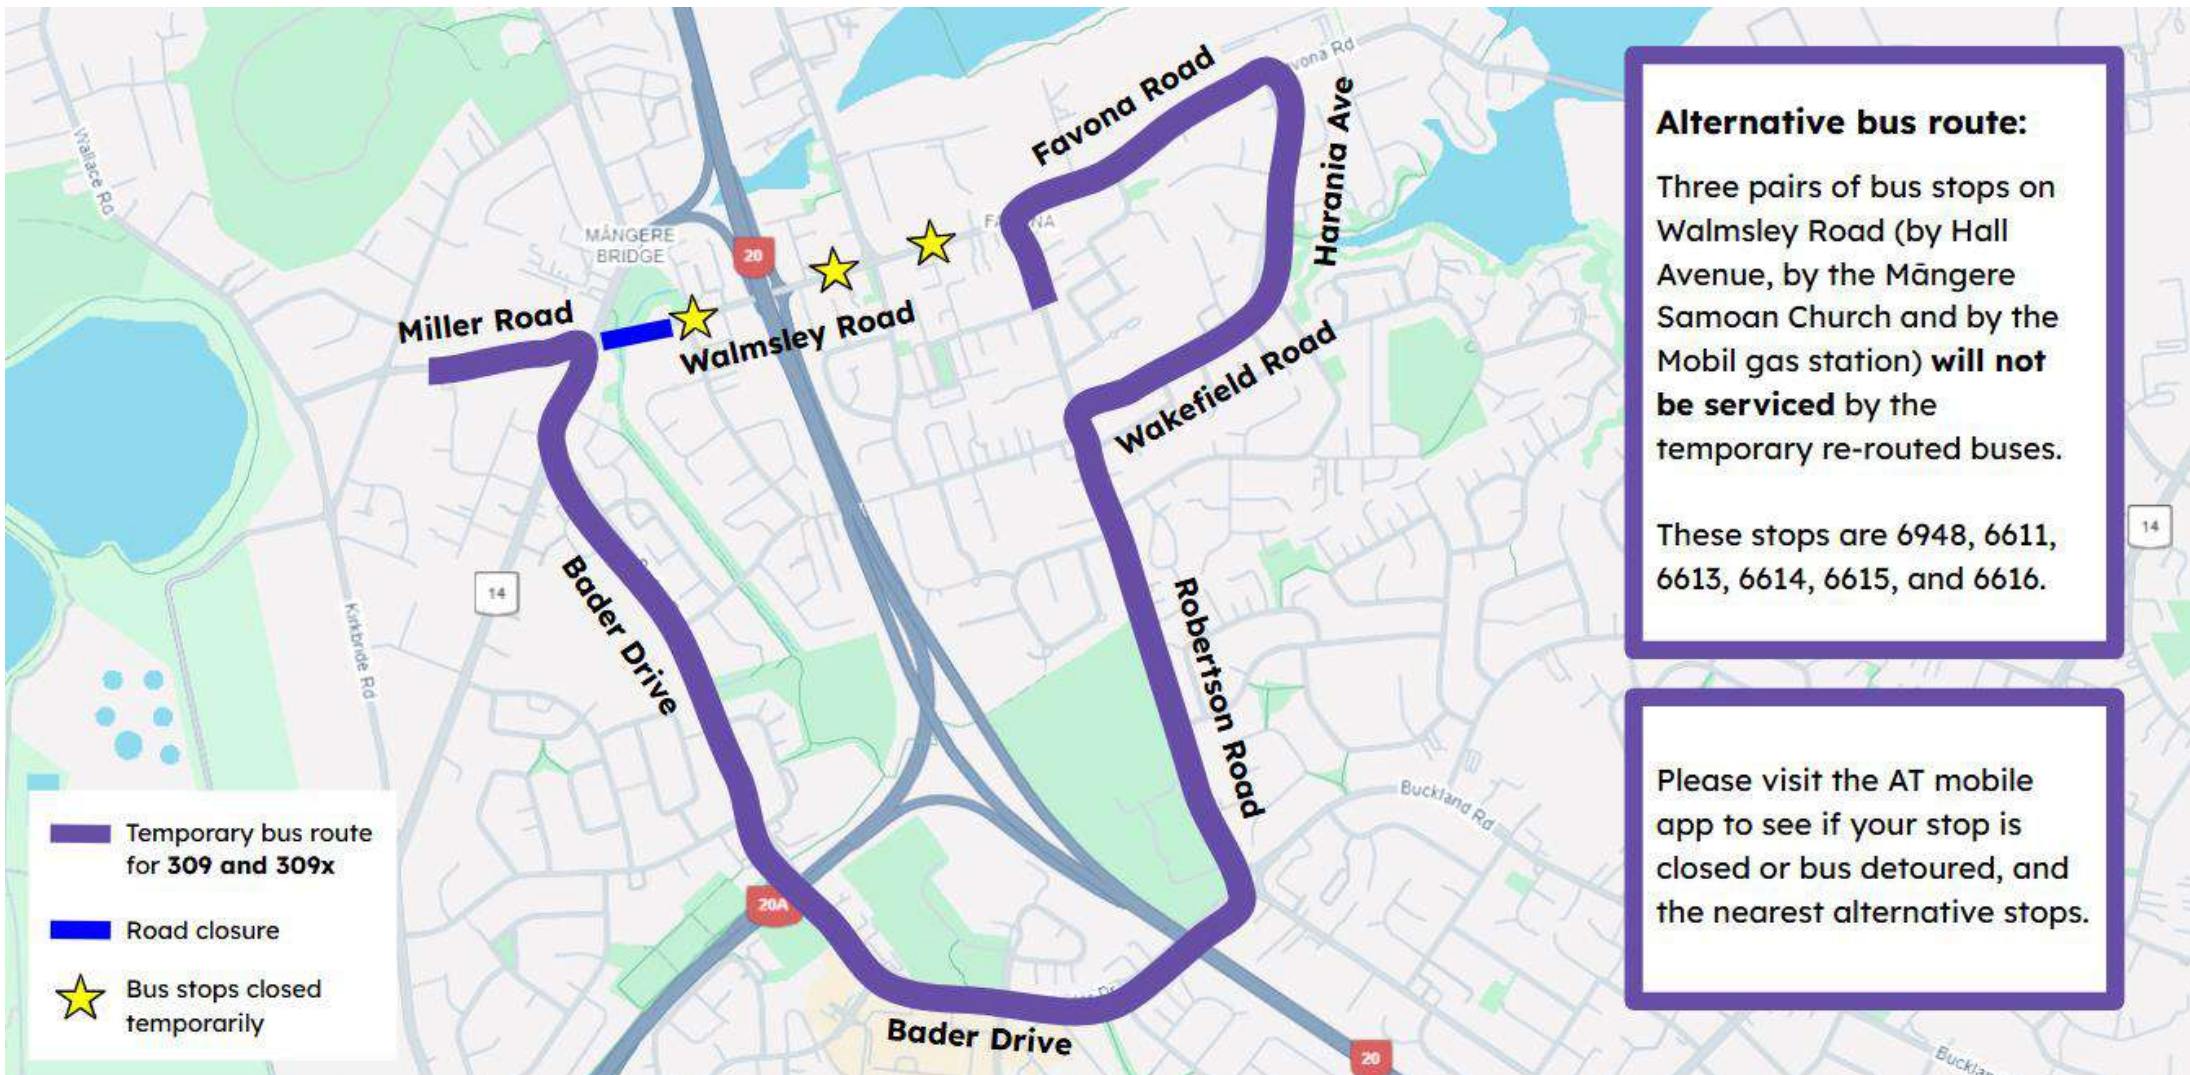 Favona Road
vona Rd
Harania Ave
Wallace Rd
MĀNGERE
BRIDGE
20
Miller Road
Walmsley Road
Wakefield Road
14
Kirkbride Rd
Bader Drive
Robertson Road
Buckland Rd
20A
Bader Drive
20
14
Alternative bus route:
Three pairs of bus stops on
Walmsley Road (by Hall
Avenue, by the Māngere
Samoan Church and by the
Mobil gas station) will not
be serviced by the
temporary re-routed buses.
These stops are 6948, 6611,
6613, 6614, 6615, and 6616.
Please visit the AT mobile
app to see if your stop is
closed or bus detoured, and
the nearest alternative stops.
Temporary bus route
for 309 and 309x
Road closure
Bus stops closed
temporarily